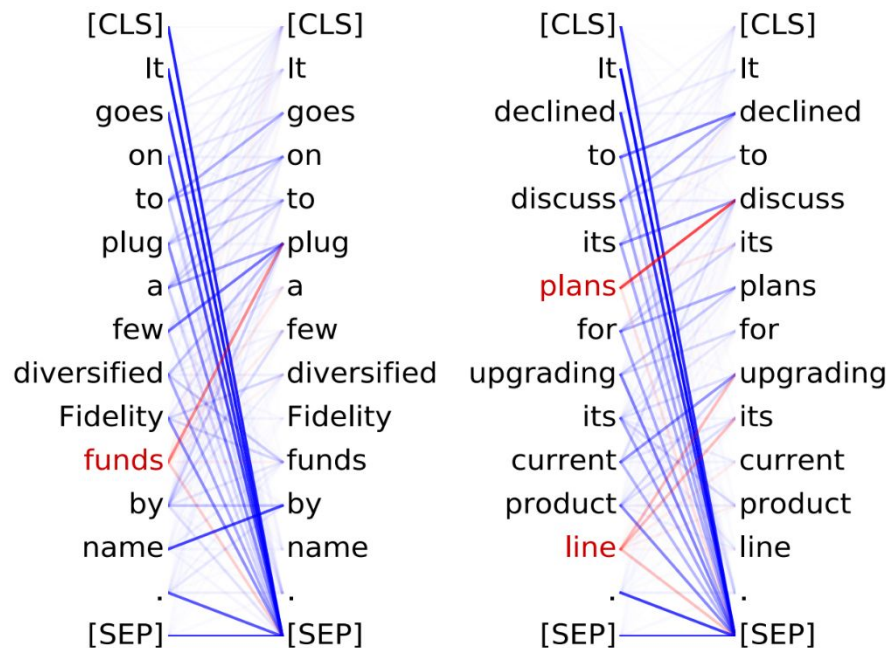 [CLS] [CLS] [CLS] [CLS]
It It It It
goes goes declined declined
on on to to
to to discuss discuss
plug plug its its
a a plans plans
few few for for
diversified diversified upgrading upgrading
Fidelity Fidelity its its
funds funds current current
by by product product
name name line line
. . . .
[SEP] [SEP] [SEP] [SEP]